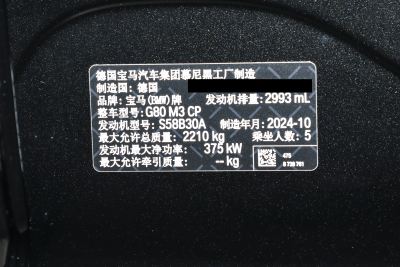 德国宝马汽车集团慕尼黑工厂制造
制造国: 德国
品牌: 宝马(BMW)牌 发动机排量: 2993 mL
整车型号: G80 M3 CP
发动机型号: S58B30A 制造年月: 2024-10
最大允许总质量: 2210 kg 乘坐人数: 5
发动机最大净功率: 375 kW
最大允许牵引质量: -- kg
475